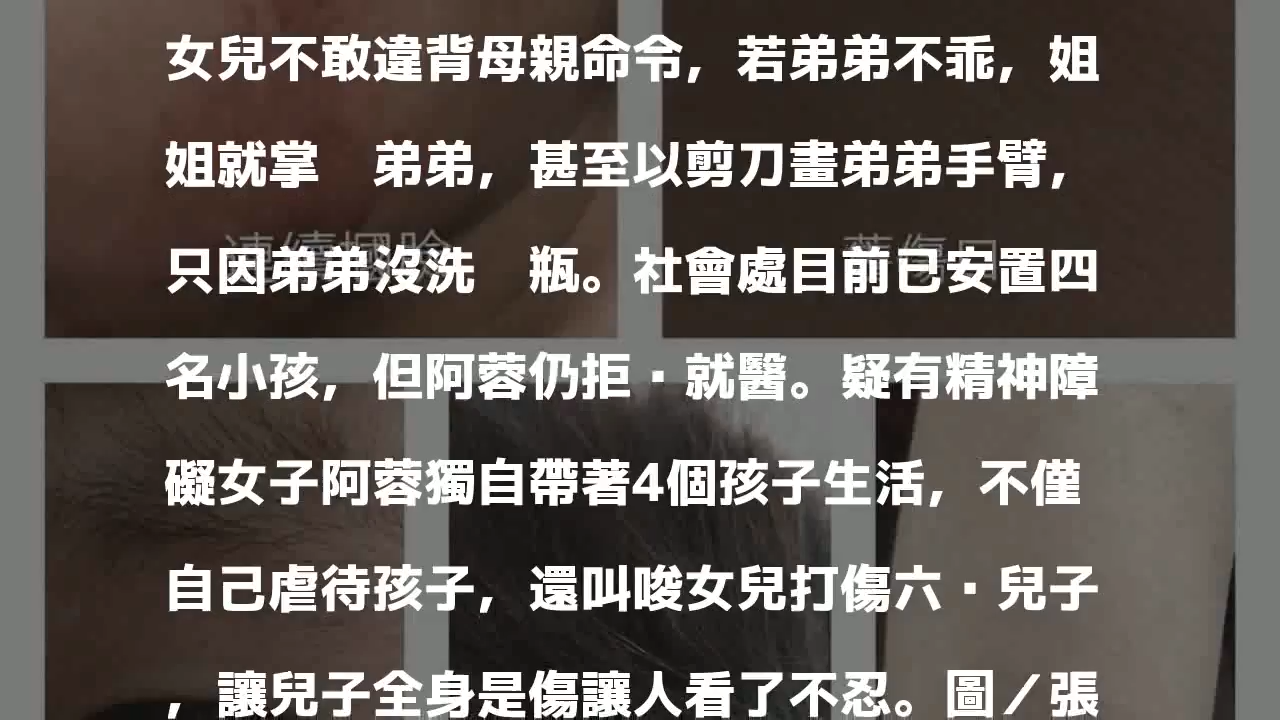 女兒不敢違背母親命令，若弟弟不乖，姐
姐就掌　弟弟，甚至以剪刀畫弟弟手臂，
只因弟弟沒洗　瓶。社會處目前已安置四
名小孩，但阿蓉仍拒·就醫。疑有精神障
礙女子阿蓉獨自帶著4個孩子生活，不僅
自己虐待孩子，還叫唆女兒打傷六·兒子
，讓兒子全身是傷讓人看了不忍。圖／張